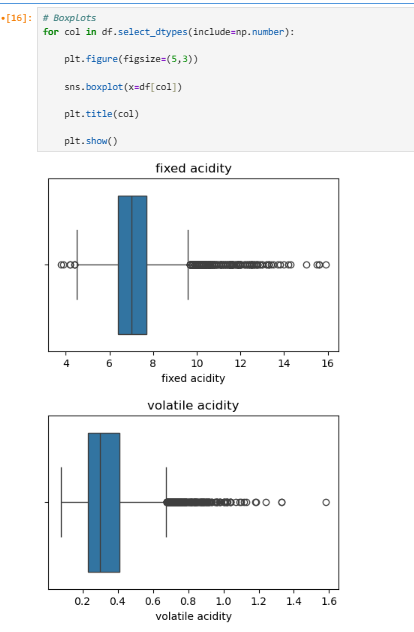 •[16]: # Boxplots
for col in df.select_dtypes(include=np.number):
plt.figure(figsize=(5,3))
sns.boxplot(x=df[col])
plt.title(col)
plt.show()
fixed acidity
4 6 8 10 12 14 16
fixed acidity
volatile acidity
0.2 0.4 0.6 0.8 1.0 1.2 1.4 1.6
volatile acidity